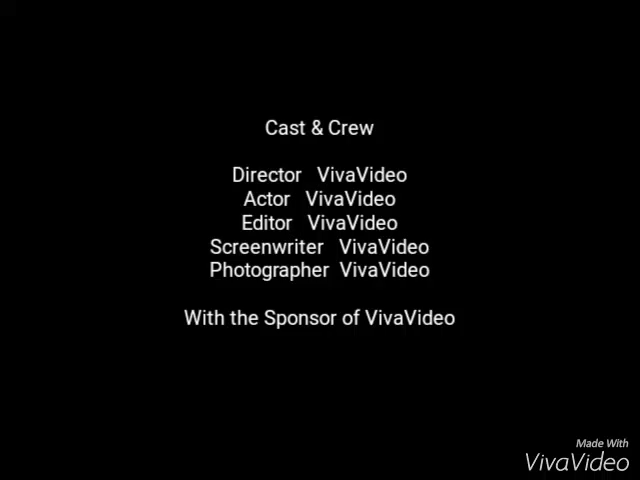 Cast & Crew
Director VivaVideo
Actor VivaVideo
Editor VivaVideo
Screenwriter VivaVideo
Photographer VivaVideo
With the Sponsor of VivaVideo
Made With
VivaVideo